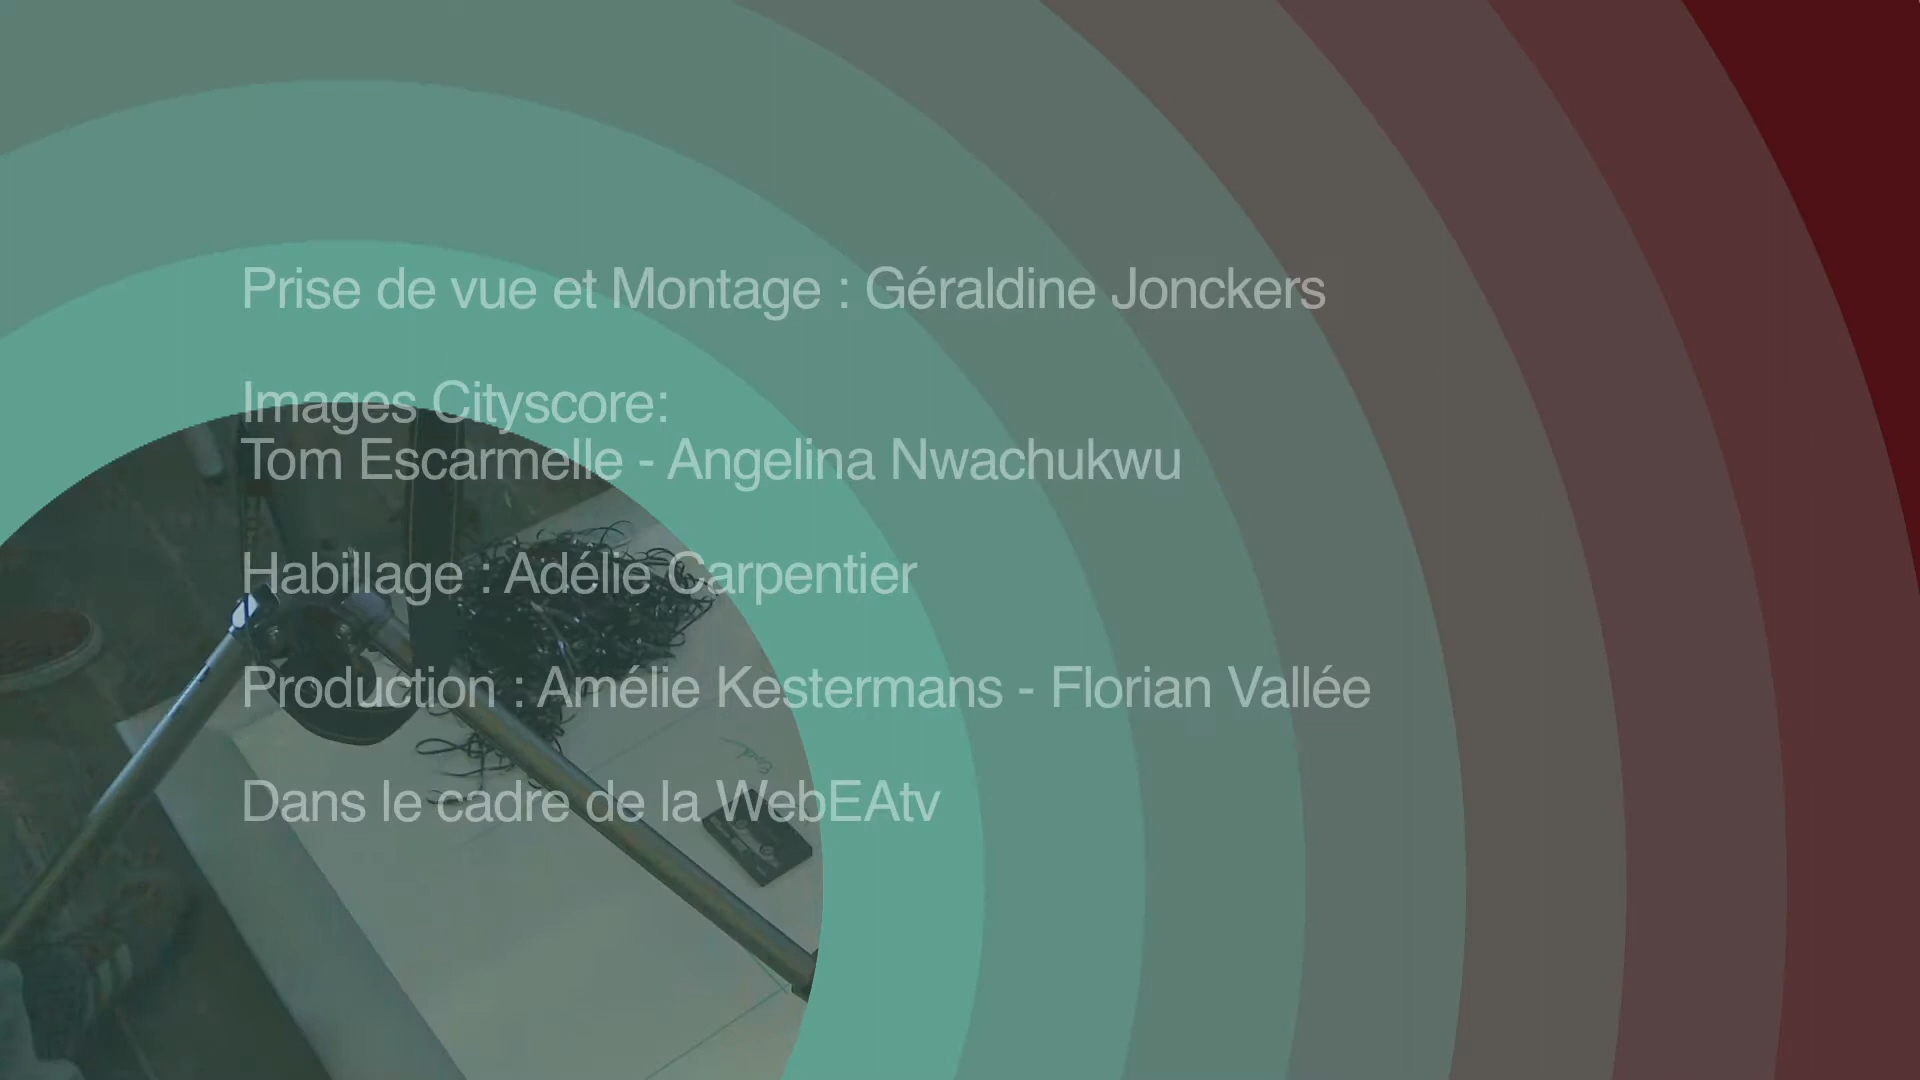 Prise de vue et Montage : Géraldine Jonckers
Images Cityscore:
Tom Escarmelle - Angelina Nwachukwu
Habillage : Adélie Carpentier
Production : Amélie Kestermans - Florian Vallée
Dans le cadre de la WebEAtv